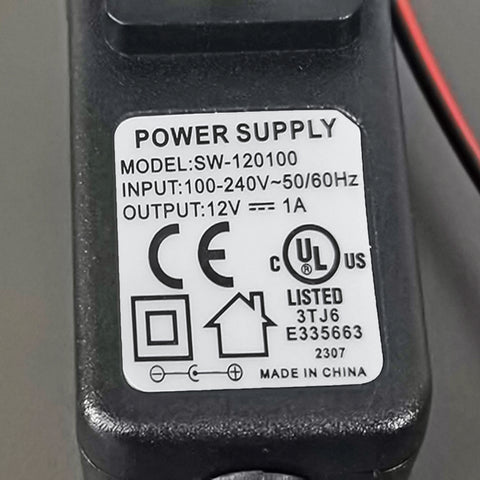 POWER SUPPLY
MODEL:SW-120100
INPUT:100-240V~50/60Hz
OUTPUT:12V ⎓ 1A
CE
C UL ® US
LISTED
3TJ6
E335663
2307
MADE IN CHINA